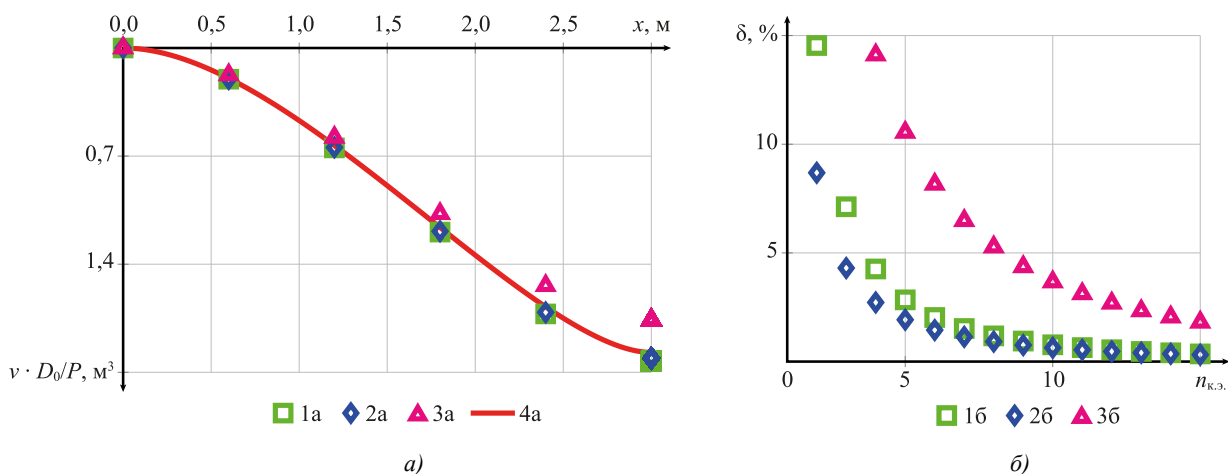 0,0 0,5 1,0 1,5 2,0 2,5 x, м
0,7
1,4
v · D₀/P, м³
1а 2а 3а 4а
а)
δ, %
10
5
0 5 10 nк.э.
1б 2б 3б
б)